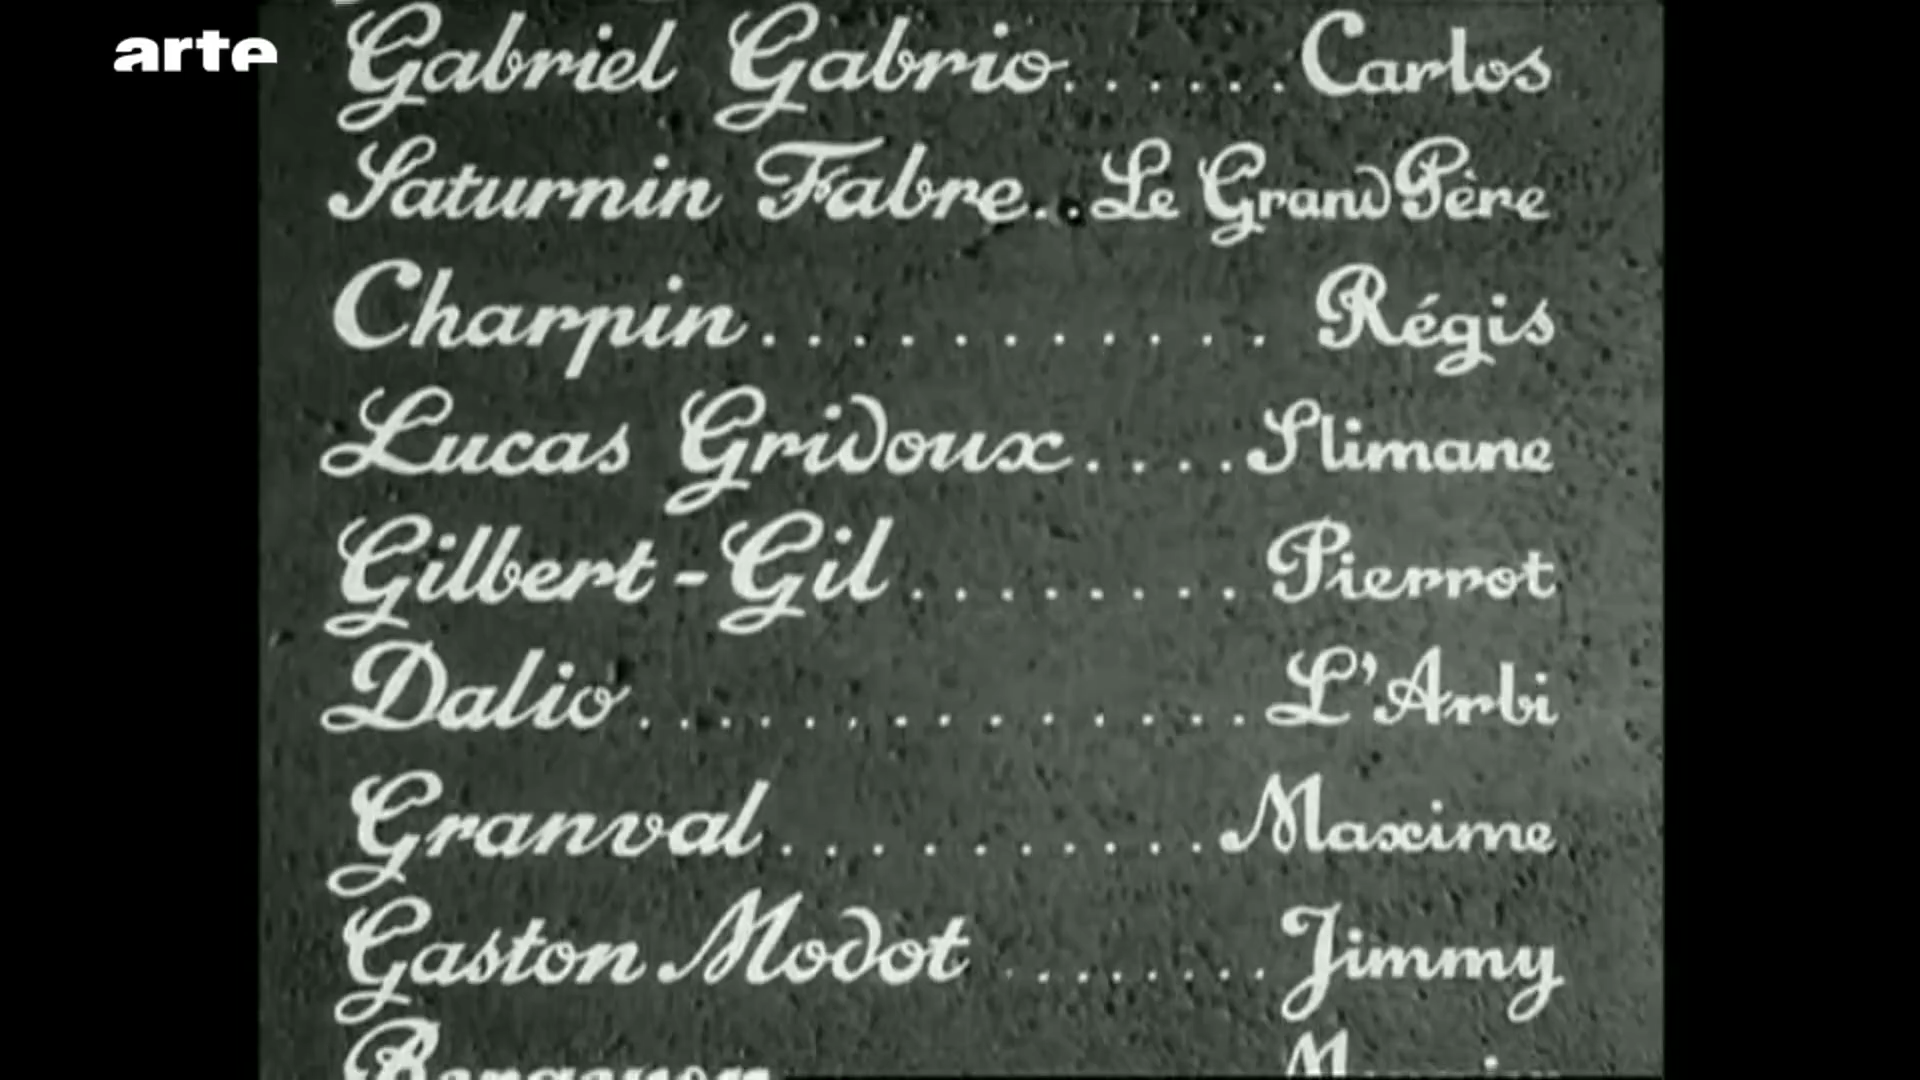 arte
Gabriel Gabrio......Carlos
Saturnin Fabre..Le Grand Père
Charpin........... Régis
Lucas Gridoux....Slimane
Gilbert-Gil........Pierrot
Dalio..............L'Arbi
Granval..........Maxime
Gaston Modot ......Jimmy